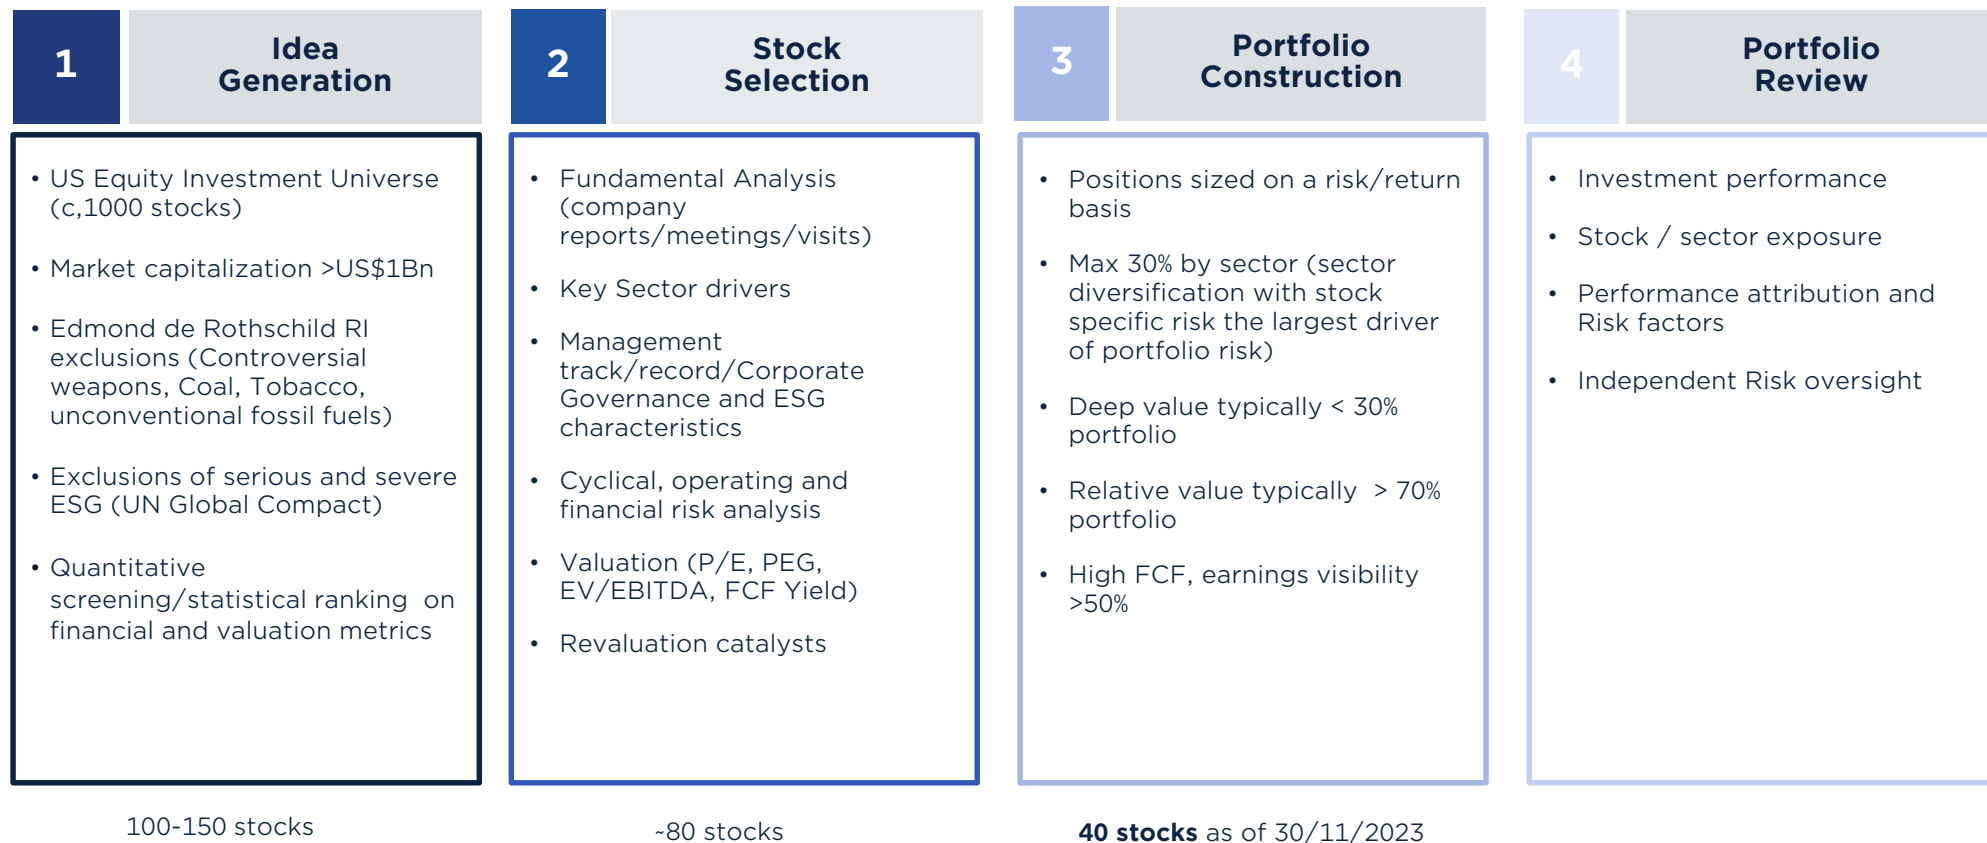 1
Idea
Generation
• US Equity Investment Universe
(c,1000 stocks)
• Market capitalization >US$1Bn
• Edmond de Rothschild RI
exclusions (Controversial
weapons, Coal, Tobacco,
unconventional fossil fuels)
• Exclusions of serious and severe
ESG (UN Global Compact)
• Quantitative
screening/statistical ranking on
financial and valuation metrics
100-150 stocks
2
Stock
Selection
• Fundamental Analysis
(company
reports/meetings/visits)
• Key Sector drivers
• Management
track/record/Corporate
Governance and ESG
characteristics
• Cyclical, operating and
financial risk analysis
• Valuation (P/E, PEG,
EV/EBITDA, FCF Yield)
• Revaluation catalysts
~80 stocks
3
Portfolio
Construction
• Positions sized on a risk/return
basis
• Max 30% by sector (sector
diversification with stock
specific risk the largest driver
of portfolio risk)
• Deep value typically < 30%
portfolio
• Relative value typically > 70%
portfolio
• High FCF, earnings visibility
>50%
40 stocks as of 30/11/2023
4
Portfolio
Review
• Investment performance
• Stock / sector exposure
• Performance attribution and
Risk factors
• Independent Risk oversight